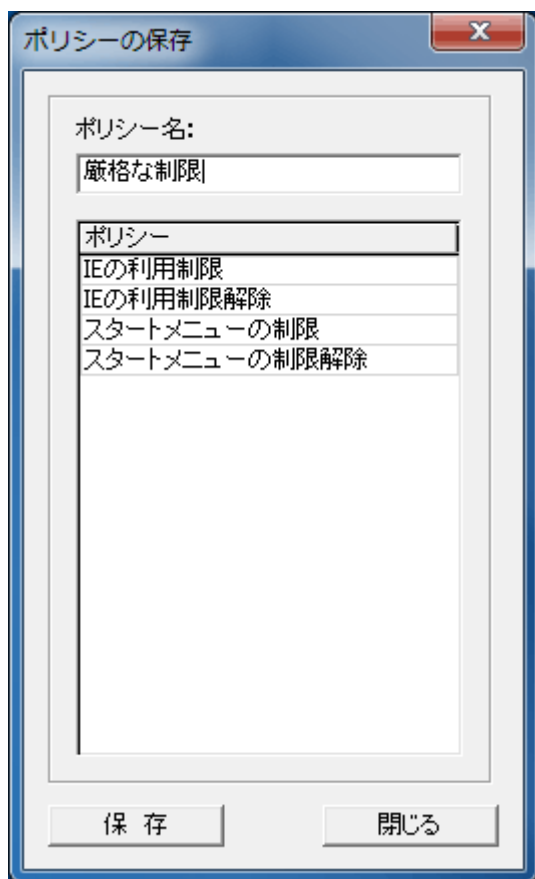 ポリシーの保存
ポリシー名:
厳格な制限
ポリシー
IEの利用制限
IEの利用制限解除
スタートメニューの制限
スタートメニューの制限解除
保 存
閉じる